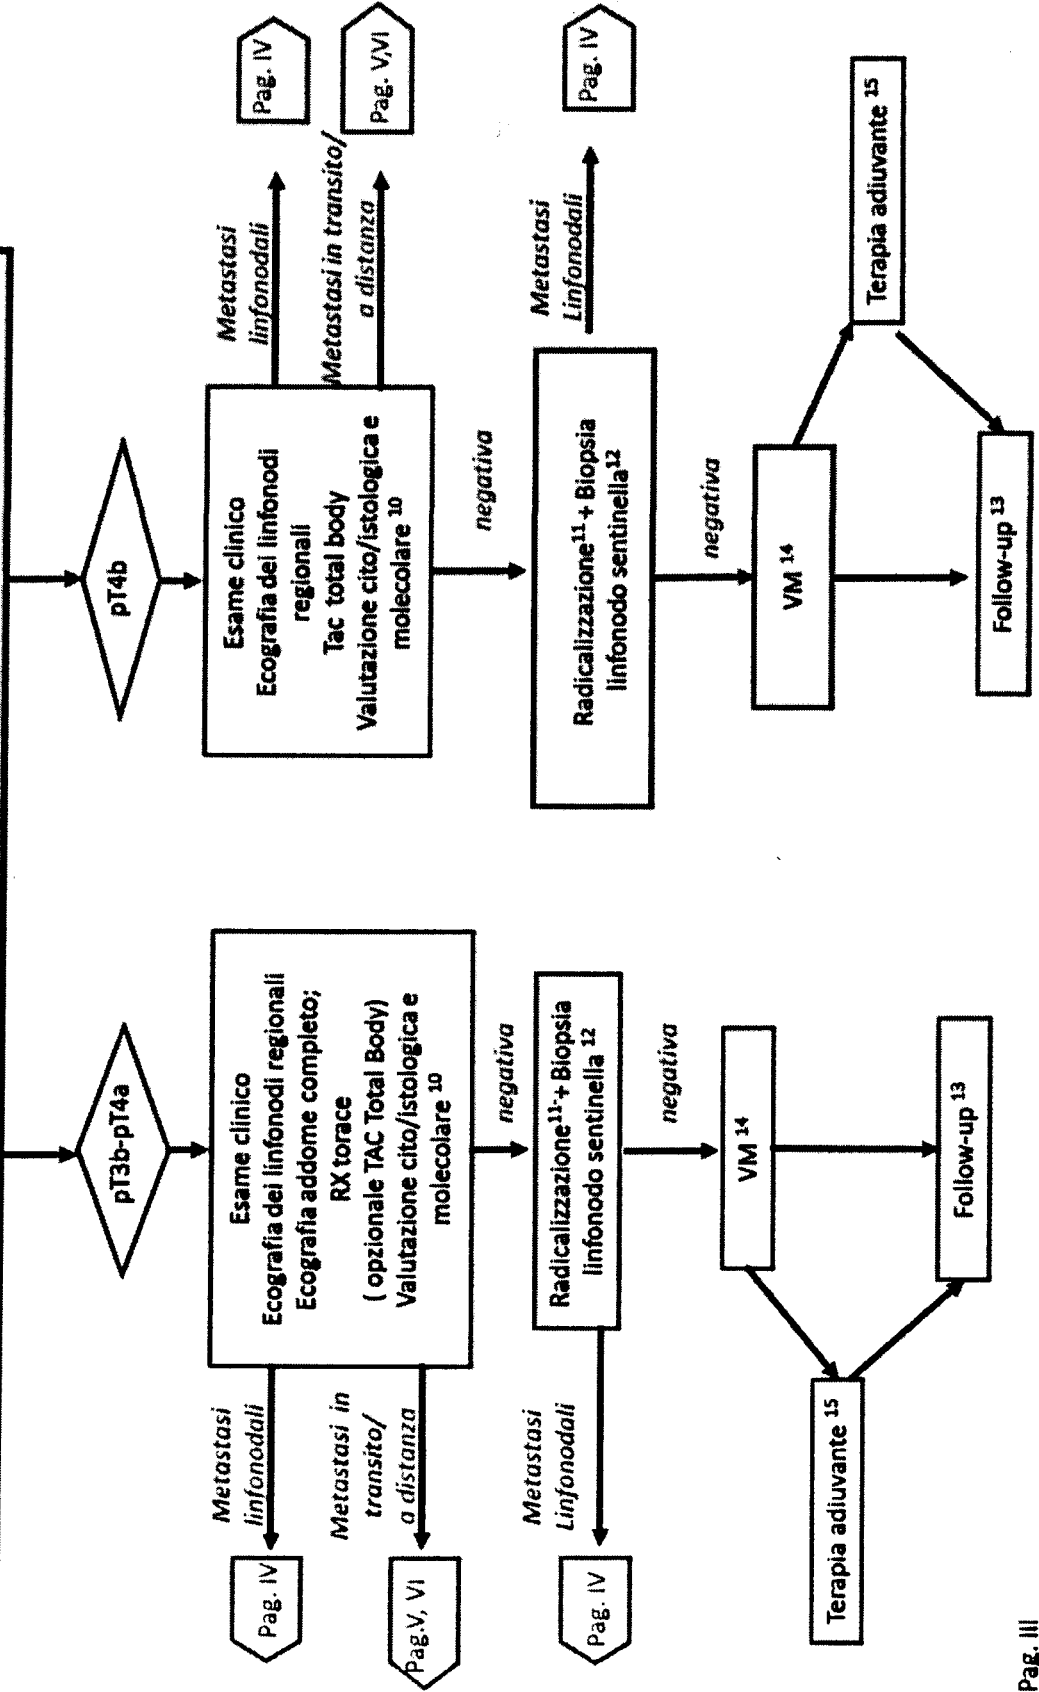 pT3b-pT4a
Esame clinico
Ecografia dei linfonodi regionali
Ecografia addome completo;
RX torace
( opzionale TAC Total Body)
Valutazione cito/istologica e
molecolare 10
Metastasi
linfonodali
Pag. IV
Metastasi in
transito/
a distanza
Pag.V, VI
negativa
Radicalizzazione11+ Biopsia
linfonodo sentinella 12
Metastasi
Linfonodali
Pag. IV
negativa
VM 14
Terapia adiuvante 15
Follow-up 13
pT4b
Esame clinico
Ecografia dei linfonodi
regionali
Tac total body
Valutazione cito/istologica e
molecolare 10
Metastasi
linfonodali
Pag. IV
Metastasi in transito/
a distanza
Pag. V,VI
negativa
Radicalizzazione11+ Biopsia
linfonodo sentinella12
Metastasi
Linfonodali
Pag. IV
negativa
VM 14
Terapia adiuvante 15
Follow-up 13
Pag. III